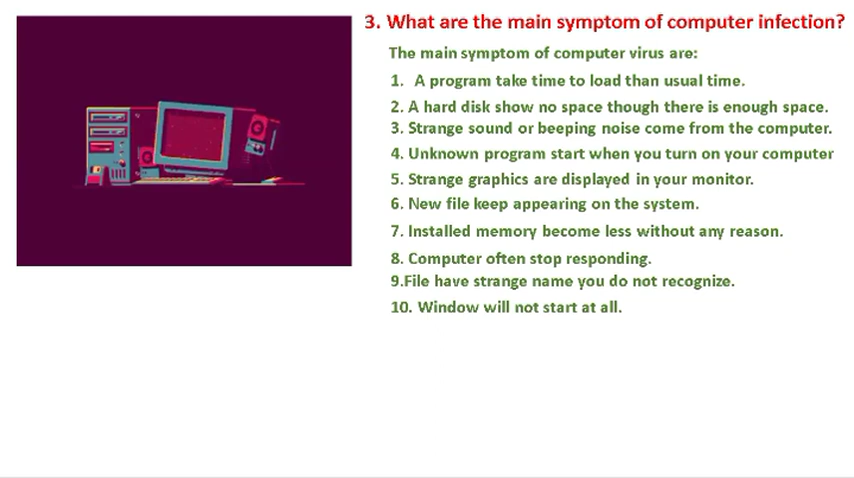 3. What are the main symptom of computer infection?
The main symptom of computer virus are:
1. A program take time to load than usual time.
2. A hard disk show no space though there is enough space.
3. Strange sound or beeping noise come from the computer.
4. Unknown program start when you turn on your computer
5. Strange graphics are displayed in your monitor.
6. New file keep appearing on the system.
7. Installed memory become less without any reason.
8. Computer often stop responding.
9.File have strange name you do not recognize.
10. Window will not start at all.